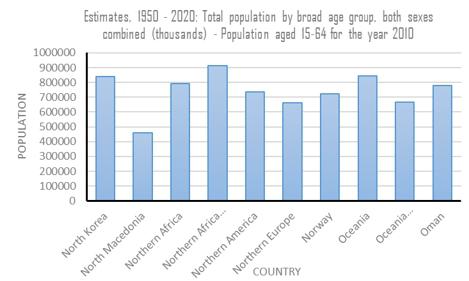 Estimates, 1950 - 2020: Total population by broad age group, both sexes
combined (thousands) - Population aged 15-64 for the year 2010
POPULATION
1000000
900000
800000
700000
600000
500000
400000
300000
200000
100000
0
North Korea
North Macedonia
Northern Africa
Northern Africa...
Northern America
Northern Europe
Norway
Oceania
Oceania...
Oman
COUNTRY